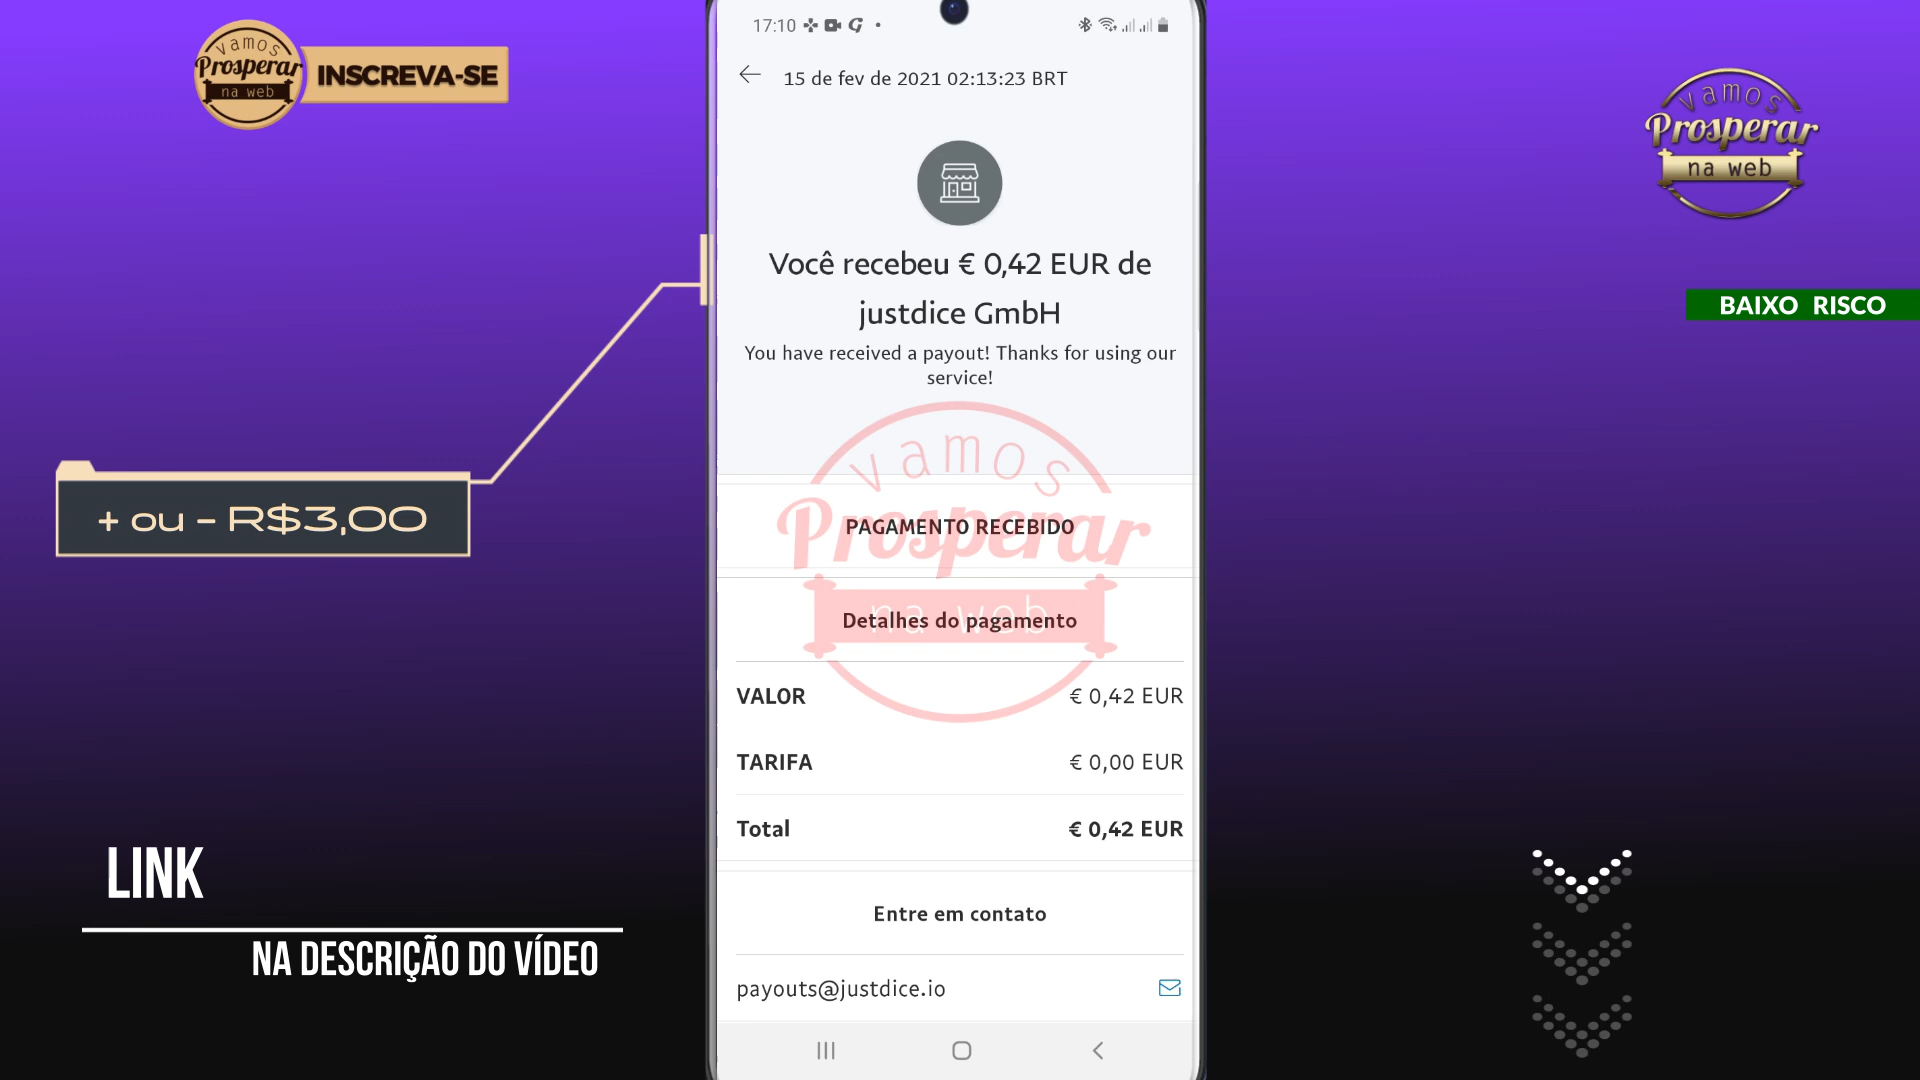 vamos
Prosperar
na web
INSCREVA-SE
17:10
15 de fev de 2021 02:13:23 BRT
vamos
Prosperar
na web
BAIXO RISCO
Você recebeu € 0,42 EUR de
justdice GmbH
You have received a payout! Thanks for using our
service!
+ ou - R$3,00
vamos
Prosperar
na web
PAGAMENTO RECEBIDO
Detalhes do pagamento
VALOR € 0,42 EUR
TARIFA € 0,00 EUR
Total € 0,42 EUR
LINK
NA DESCRIÇÃO DO VÍDEO
Entre em contato
payouts@justdice.io